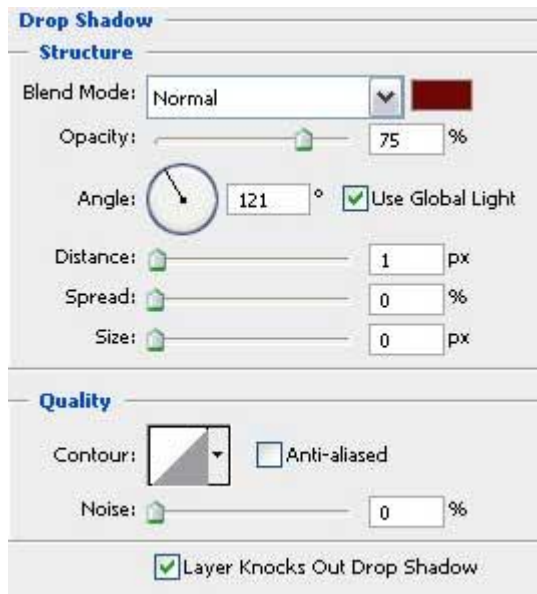 Drop Shadow
Structure
Blend Mode: Normal
Opacity: 75 %
Angle: 121 ° Use Global Light
Distance: 1 px
Spread: 0 %
Size: 0 px
Quality
Contour: Anti-aliased
Noise: 0 %
Layer Knocks Out Drop Shadow